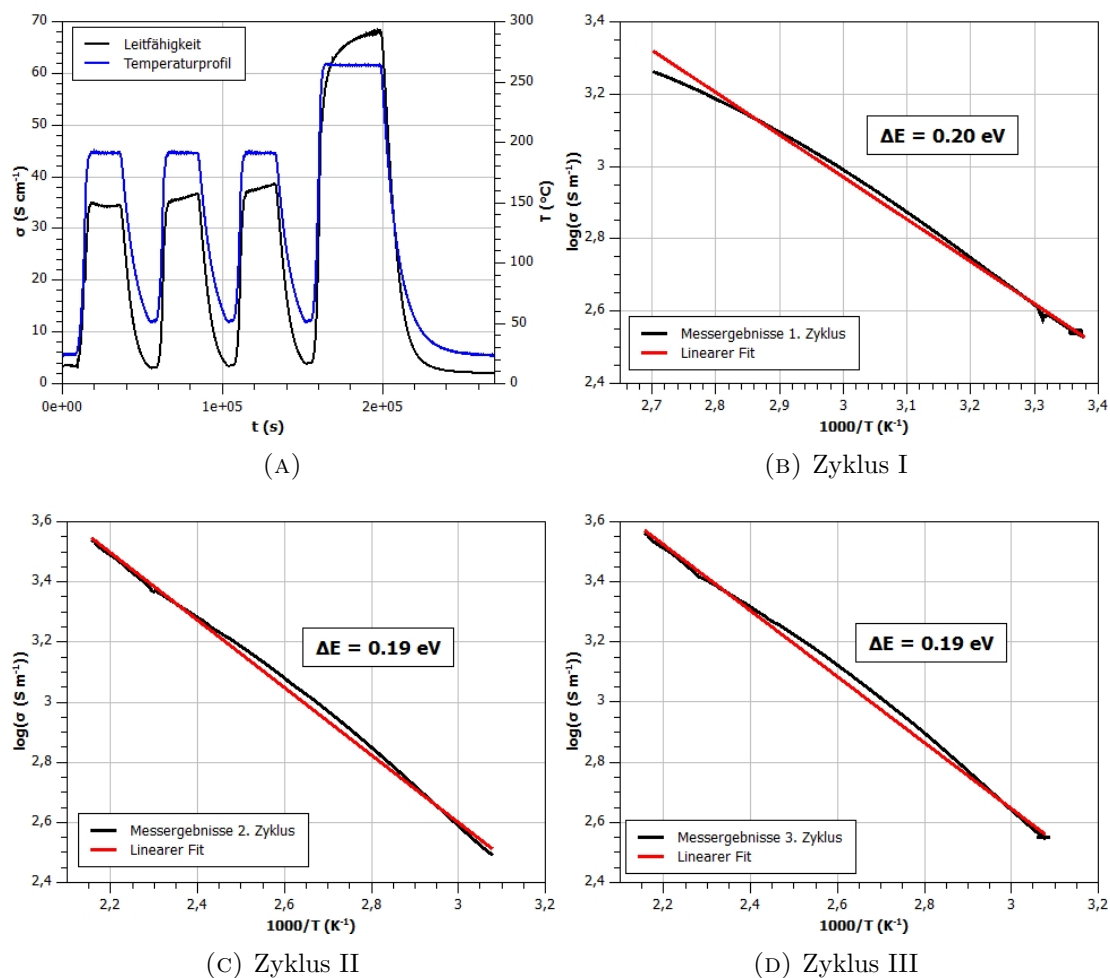 70
60
50
40
30
20
10
0
σ (S cm⁻¹)
Leitfähigkeit
Temperaturprofil
300
250
200
150
100
50
0
T (°C)
0e+00 1e+05 2e+05
t (s)
(A)
3,4
3,2
3
2,8
2,6
2,4
log(σ (S m⁻¹))
ΔE = 0.20 eV
Messergebnisse 1. Zyklus
Linearer Fit
2,7 2,8 2,9 3 3,1 3,2 3,3 3,4
1000/T (K⁻¹)
(B) Zyklus I
3,6
3,4
3,2
3
2,8
2,6
2,4
log(σ (S m⁻¹))
ΔE = 0.19 eV
Messergebnisse 2. Zyklus
Linearer Fit
2,2 2,4 2,6 2,8 3 3,2
1000/T (K⁻¹)
(C) Zyklus II
3,6
3,4
3,2
3
2,8
2,6
2,4
log(σ (S m⁻¹))
ΔE = 0.19 eV
Messergebnisse 3. Zyklus
Linearer Fit
2,2 2,4 2,6 2,8 3 3,2
1000/T (K⁻¹)
(D) Zyklus III